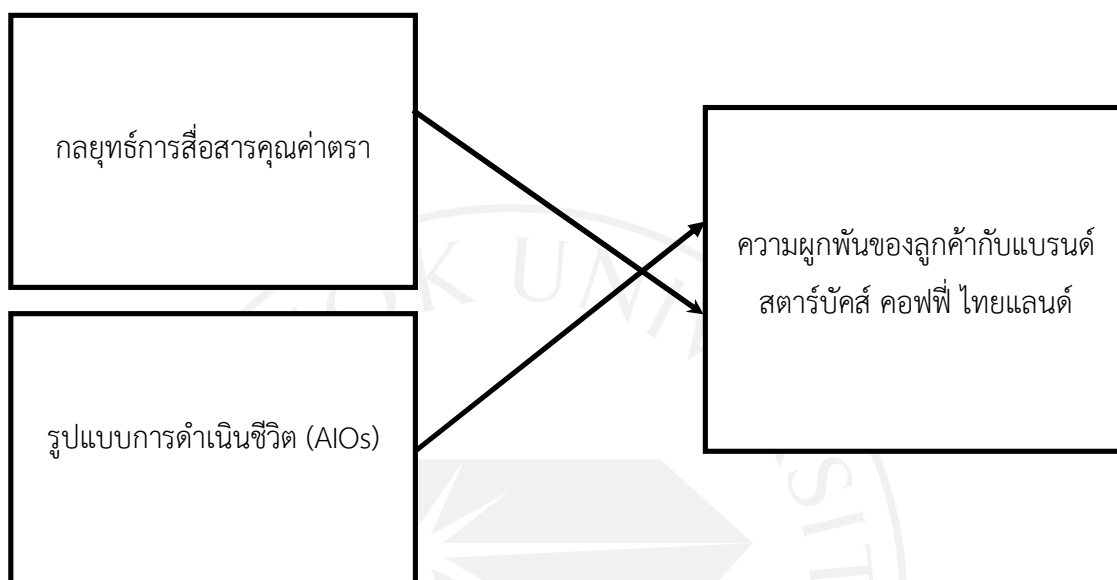 กลยุทธ์การสื่อสารคุณค่าตรา
ความผูกพันของลูกค้ากับแบรนด์
สตาร์บัคส์ คอฟฟี่ ไทยแลนด์
รูปแบบการดำเนินชีวิต (AIOs)